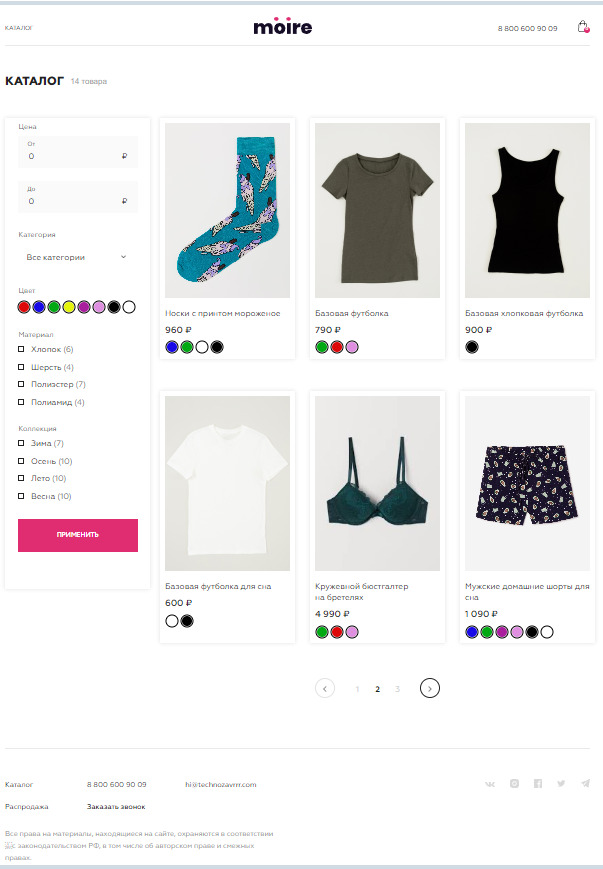 КАТАЛОГ
moire
8 800 600 90 09
КАТАЛОГ 14 товара
Цена
От
0 ₽
До
0 ₽
Категория
Все категории
Цвет
Материал
Хлопок (6)
Шерсть (4)
Полиэстер (7)
Полиамид (4)
Коллекция
Зима (7)
Осень (10)
Лето (10)
Весна (10)
ПРИМЕНИТЬ
Носки с принтом мороженое
960 ₽
Базовая футболка
790 ₽
Базовая хлопковая футболка
900 ₽
Базовая футболка для сна
600 ₽
Кружевной бюстгалтер
на бретелях
4 990 ₽
Мужские домашние шорты для
сна
1 090 ₽
1 2 3
Каталог
8 800 600 90 09
hi@technozavrrr.com
Распродажа
Заказать звонок
Все права на материалы, находящиеся на сайте, охраняются в соответствии
с законодательством РФ, в том числе об авторском праве и смежных
правах.